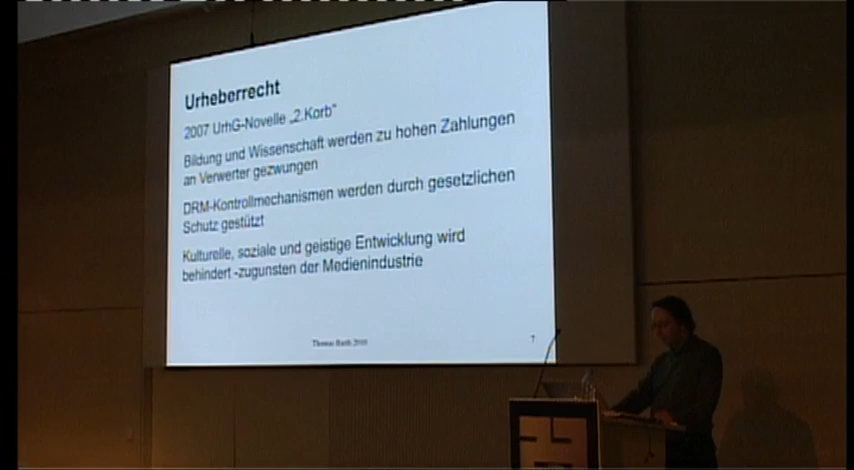 Urheberrecht
2007 UrhG-Novelle „2.Korb“
Bildung und Wissenschaft werden zu hohen Zahlungen
an Verwerter gezwungen
DRM-Kontrollmechanismen werden durch gesetzlichen
Schutz gestützt
Kulturelle, soziale und geistige Entwicklung wird
behindert -zugunsten der Medienindustrie
Thomas Barth 2010
7